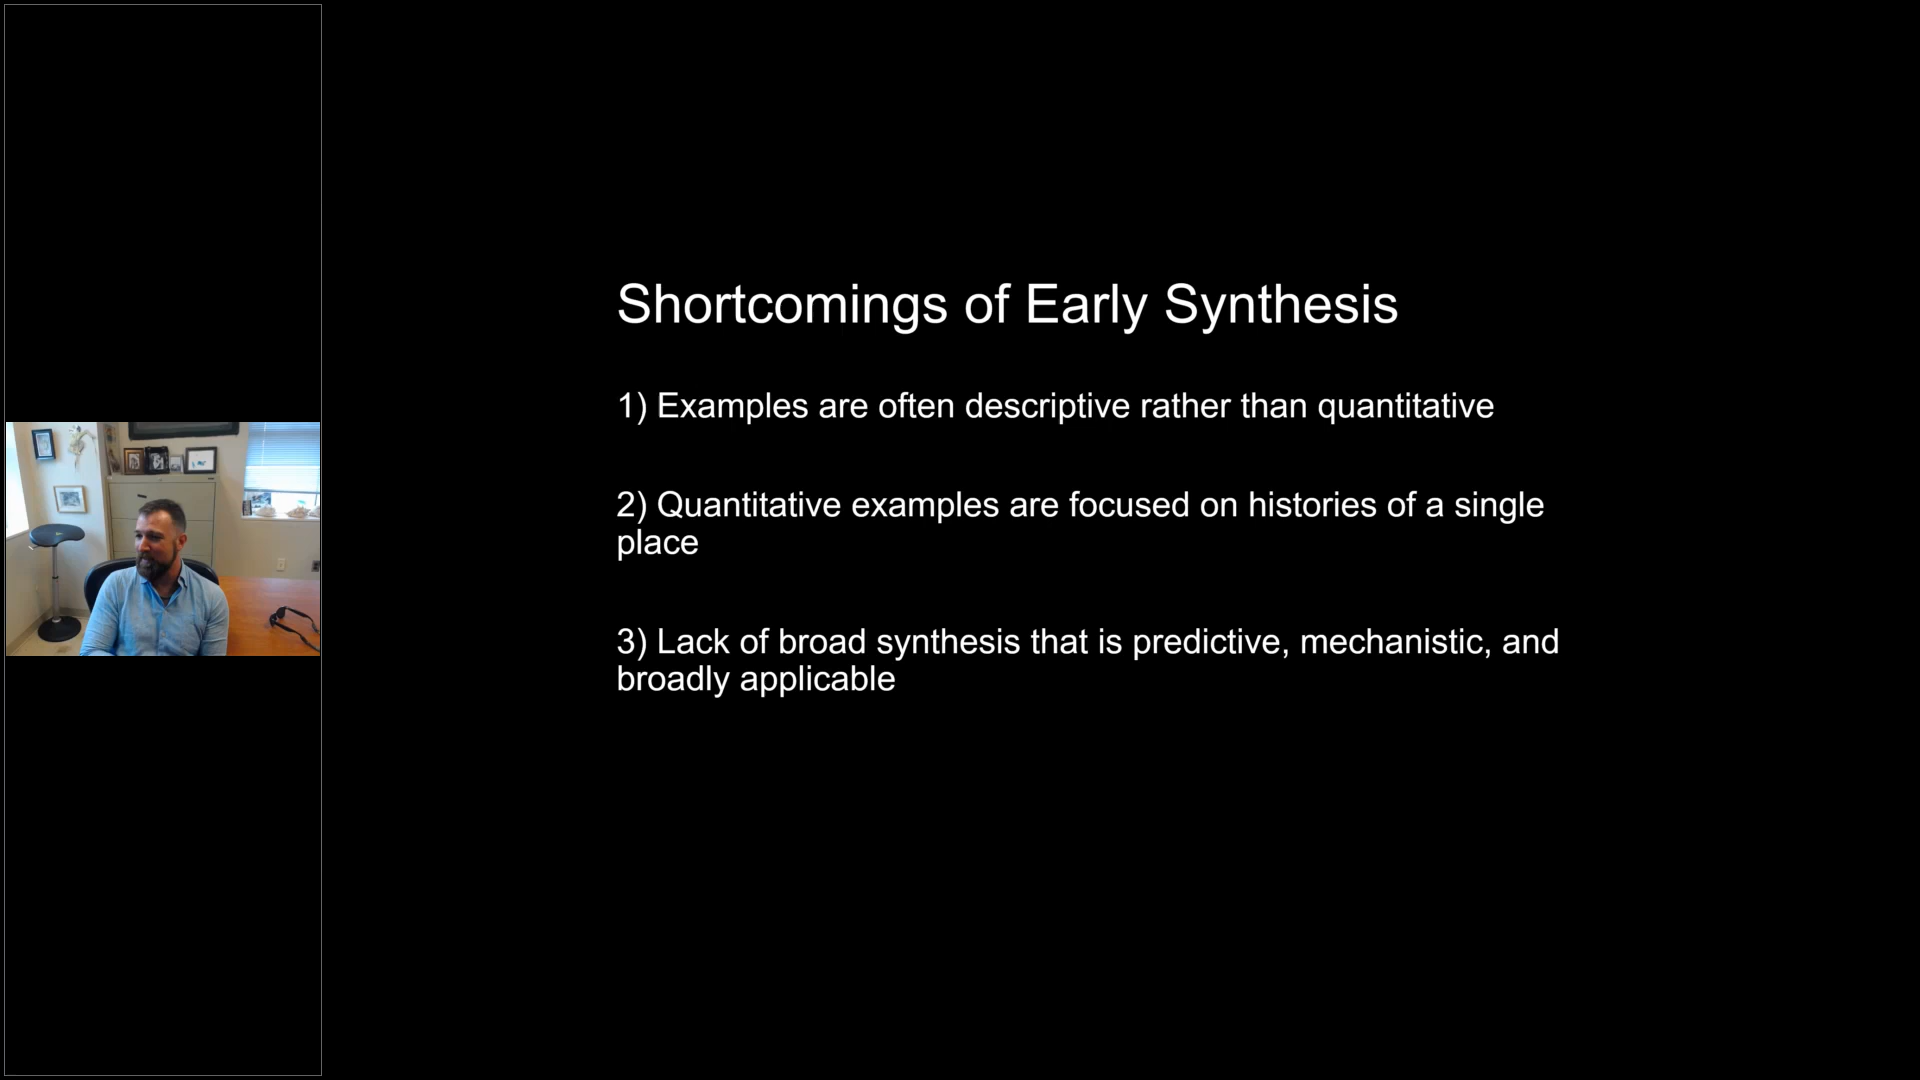 Shortcomings of Early Synthesis
1) Examples are often descriptive rather than quantitative
2) Quantitative examples are focused on histories of a single
place
3) Lack of broad synthesis that is predictive, mechanistic, and
broadly applicable